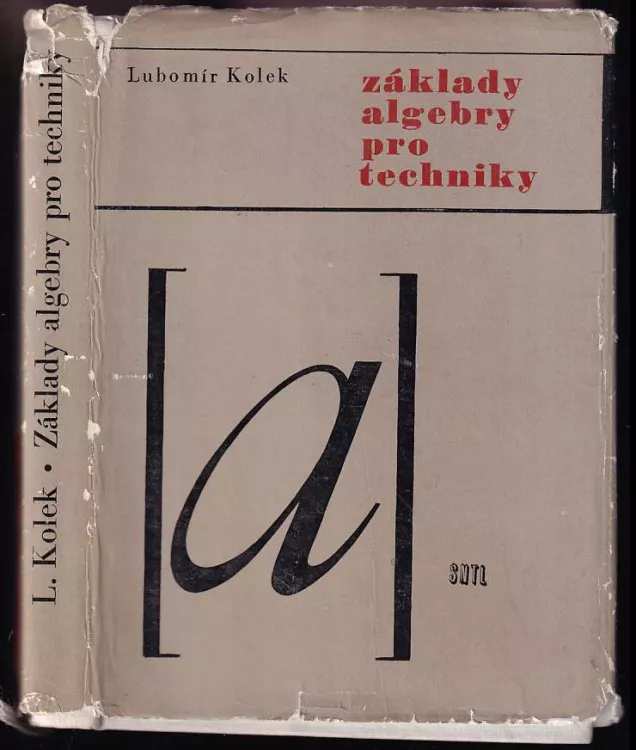 L. Kolek • Základy algebry pro techniky
Lubomír Kolek
základy
algebry
pro
techniky
[a]
SNTL